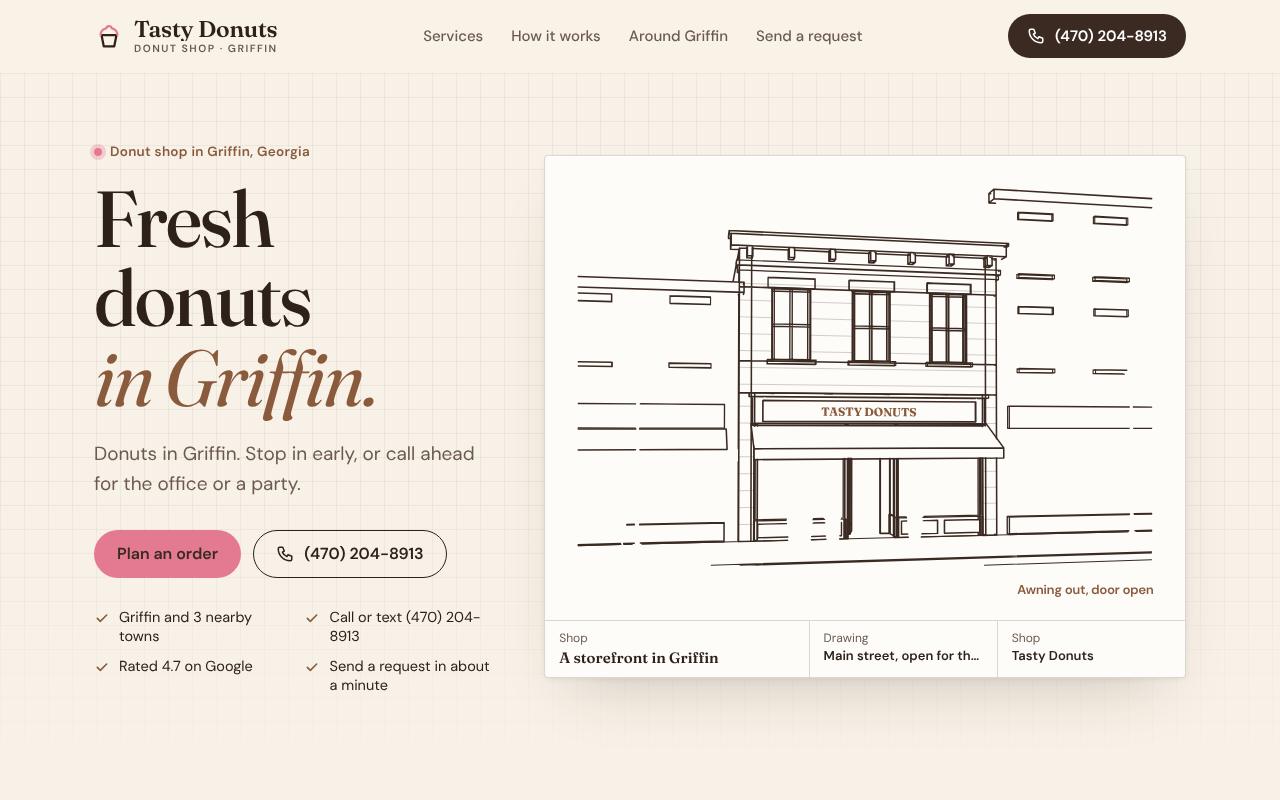 Tasty Donuts
DONUT SHOP · GRIFFIN
Services
How it works
Around Griffin
Send a request
(470) 204-8913
Donut shop in Griffin, Georgia
Fresh
donuts
in Griffin.
Donuts in Griffin. Stop in early, or call ahead
for the office or a party.
Plan an order
(470) 204-8913
Griffin and 3 nearby
towns
Call or text (470) 204-
8913
Rated 4.7 on Google
Send a request in about
a minute
TASTY DONUTS
Awning out, door open
Shop
A storefront in Griffin
Drawing
Main street, open for th...
Shop
Tasty Donuts